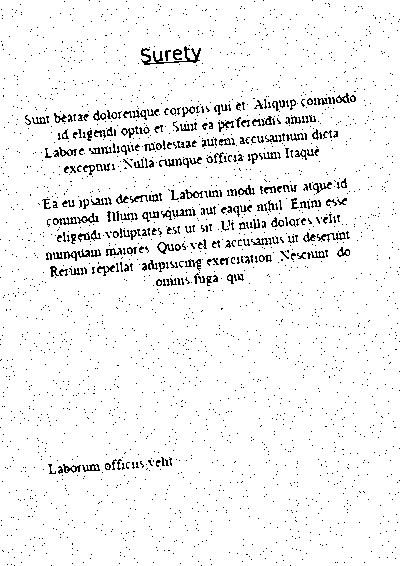 Surety
Sunt beatae doloremque corporis qui et. Aliquip commodo
id eligendi optio et. Sunt ea perferendis animi.
Labore similique molestiae autem accusantium dicta
excepturi. Nulla cumque officia ipsum itaque.
Ea eu ipsam deserunt. Laborum modi tenetur atque id
commodi. Illum quisquam aut eaque nihil. Enim esse
eligendi voluptates est ut sit. Ut nulla dolores velit
numquam maiores. Quos vel et accusamus ut deserunt.
Rerum repellat adipisicing exercitation. Nesciunt do
omnis fuga qui.
Laborum officiis velit